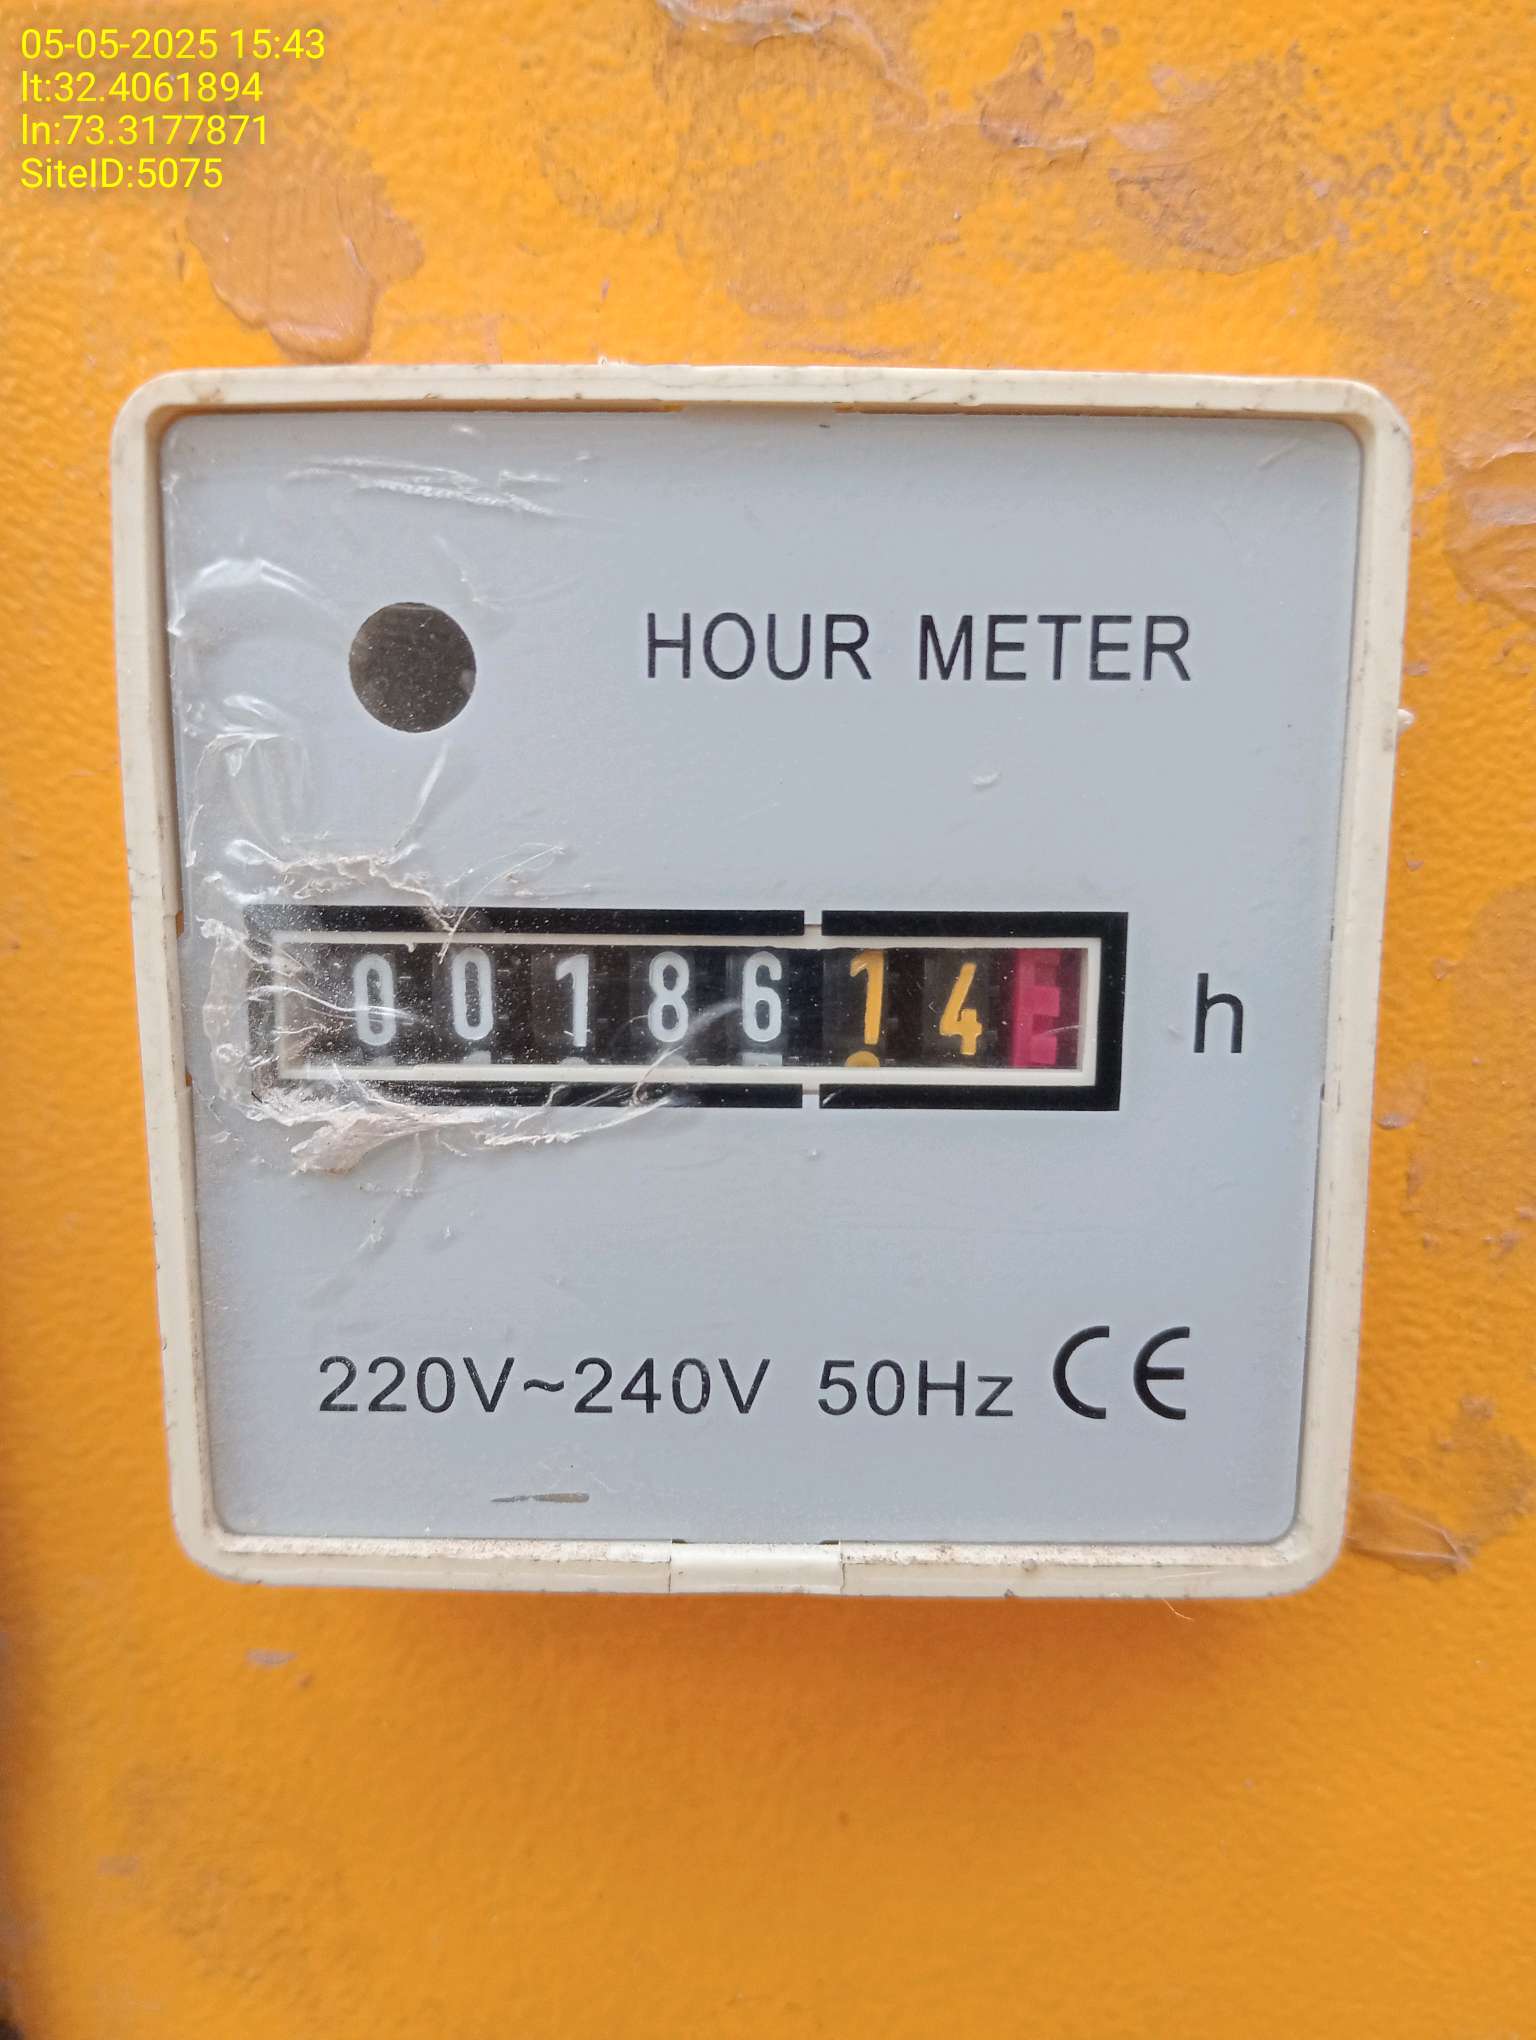 05-05-2025 15:43
lt:32.4061894
ln:73.3177871
SiteID:5075
HOUR METER
0018614 h
220V~240V 50Hz CE